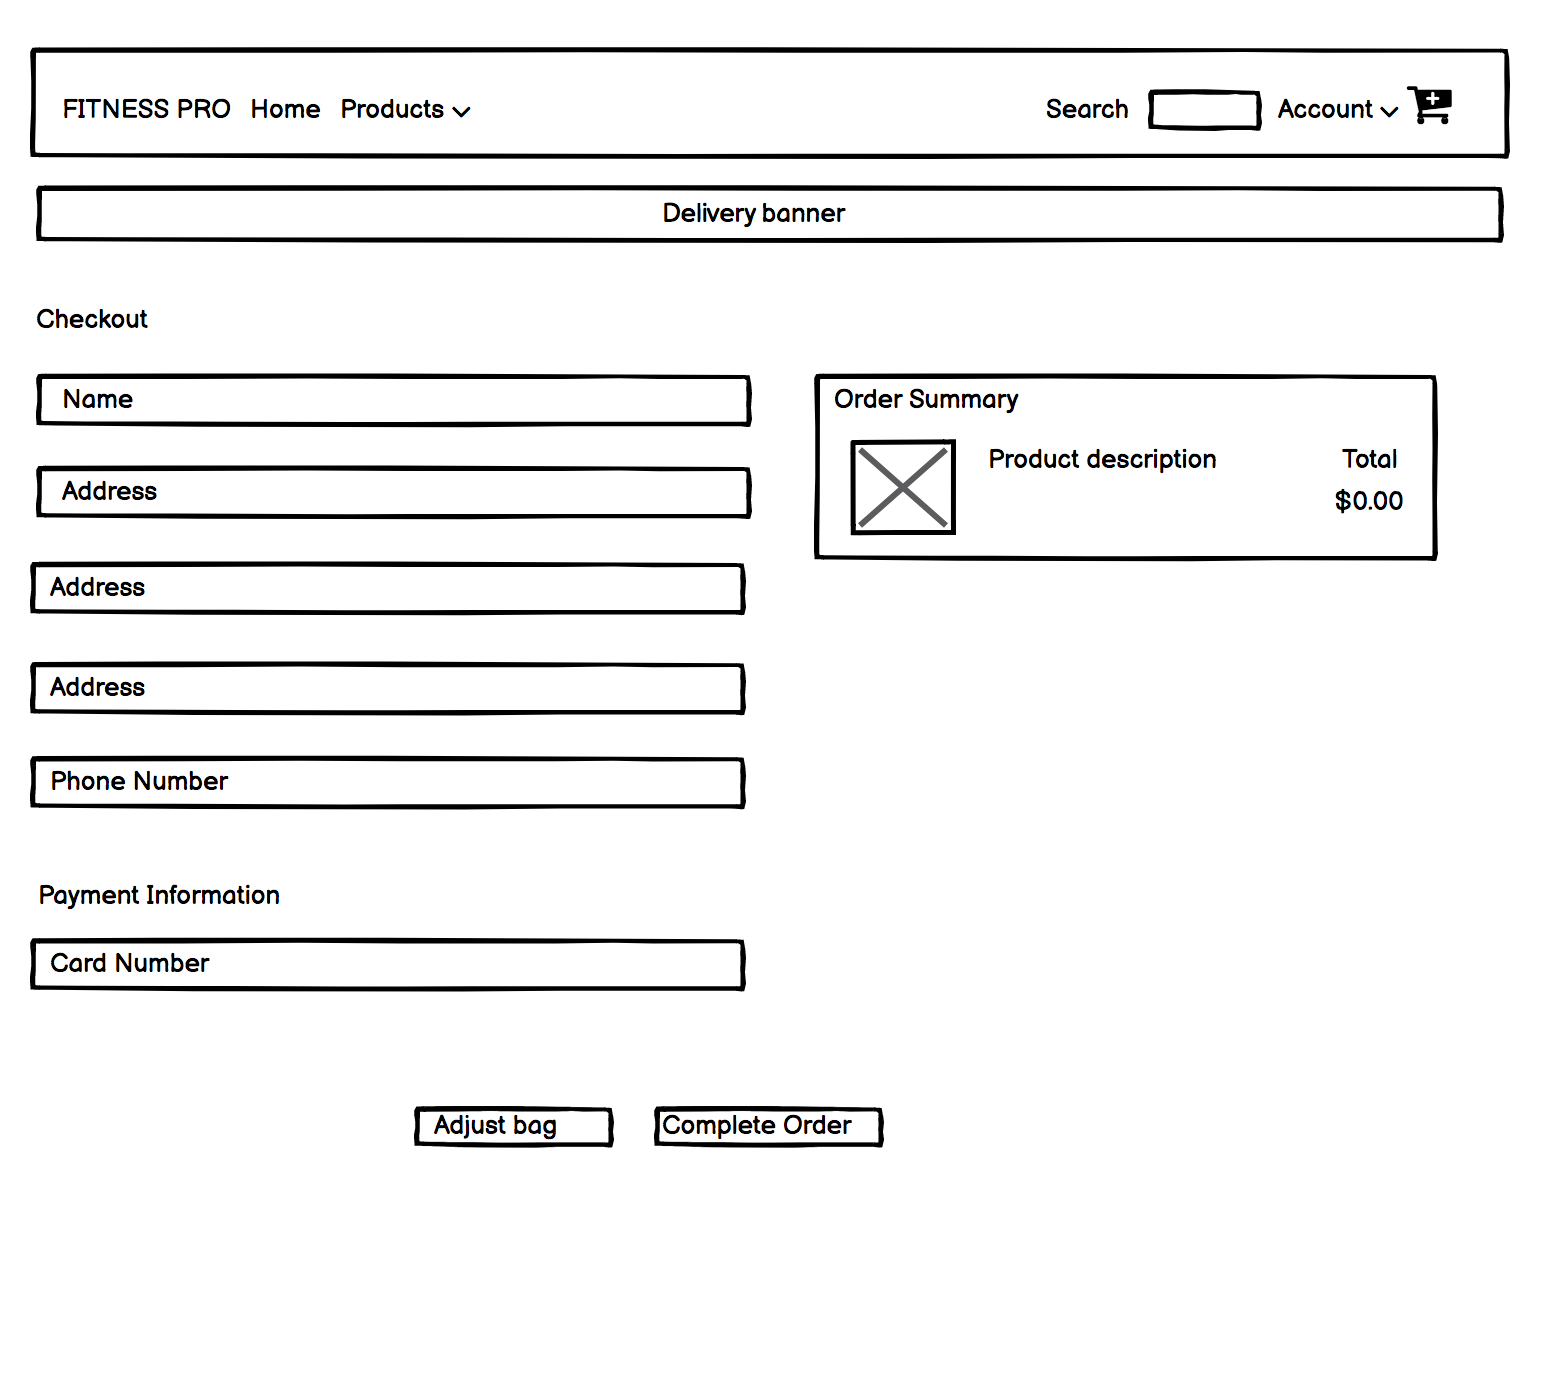 FITNESS PRO Home Products Search Account
Delivery banner
Checkout
Name
Address
Address
Address
Phone Number
Payment Information
Card Number
Order Summary
Product description Total
$0.00
Adjust bag Complete Order